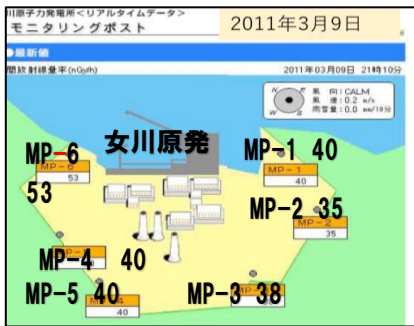 川原子力発電所<リアルタイムデータ>
モニタリングポスト
2011年3月9日
●最新値
間放射線量率(nGy/h)
2011年03月09日 21時10分
N E W S
風 向:CALM
風 速:0.2 m/s
雨音量:0.0 mm/10分
女川原発
MP-6
MP-6
53
53
MP-1 40
MP-1
40
MP-2 35
MP-2
35
MP-4 40
MP-5 40
40
MP-3 38